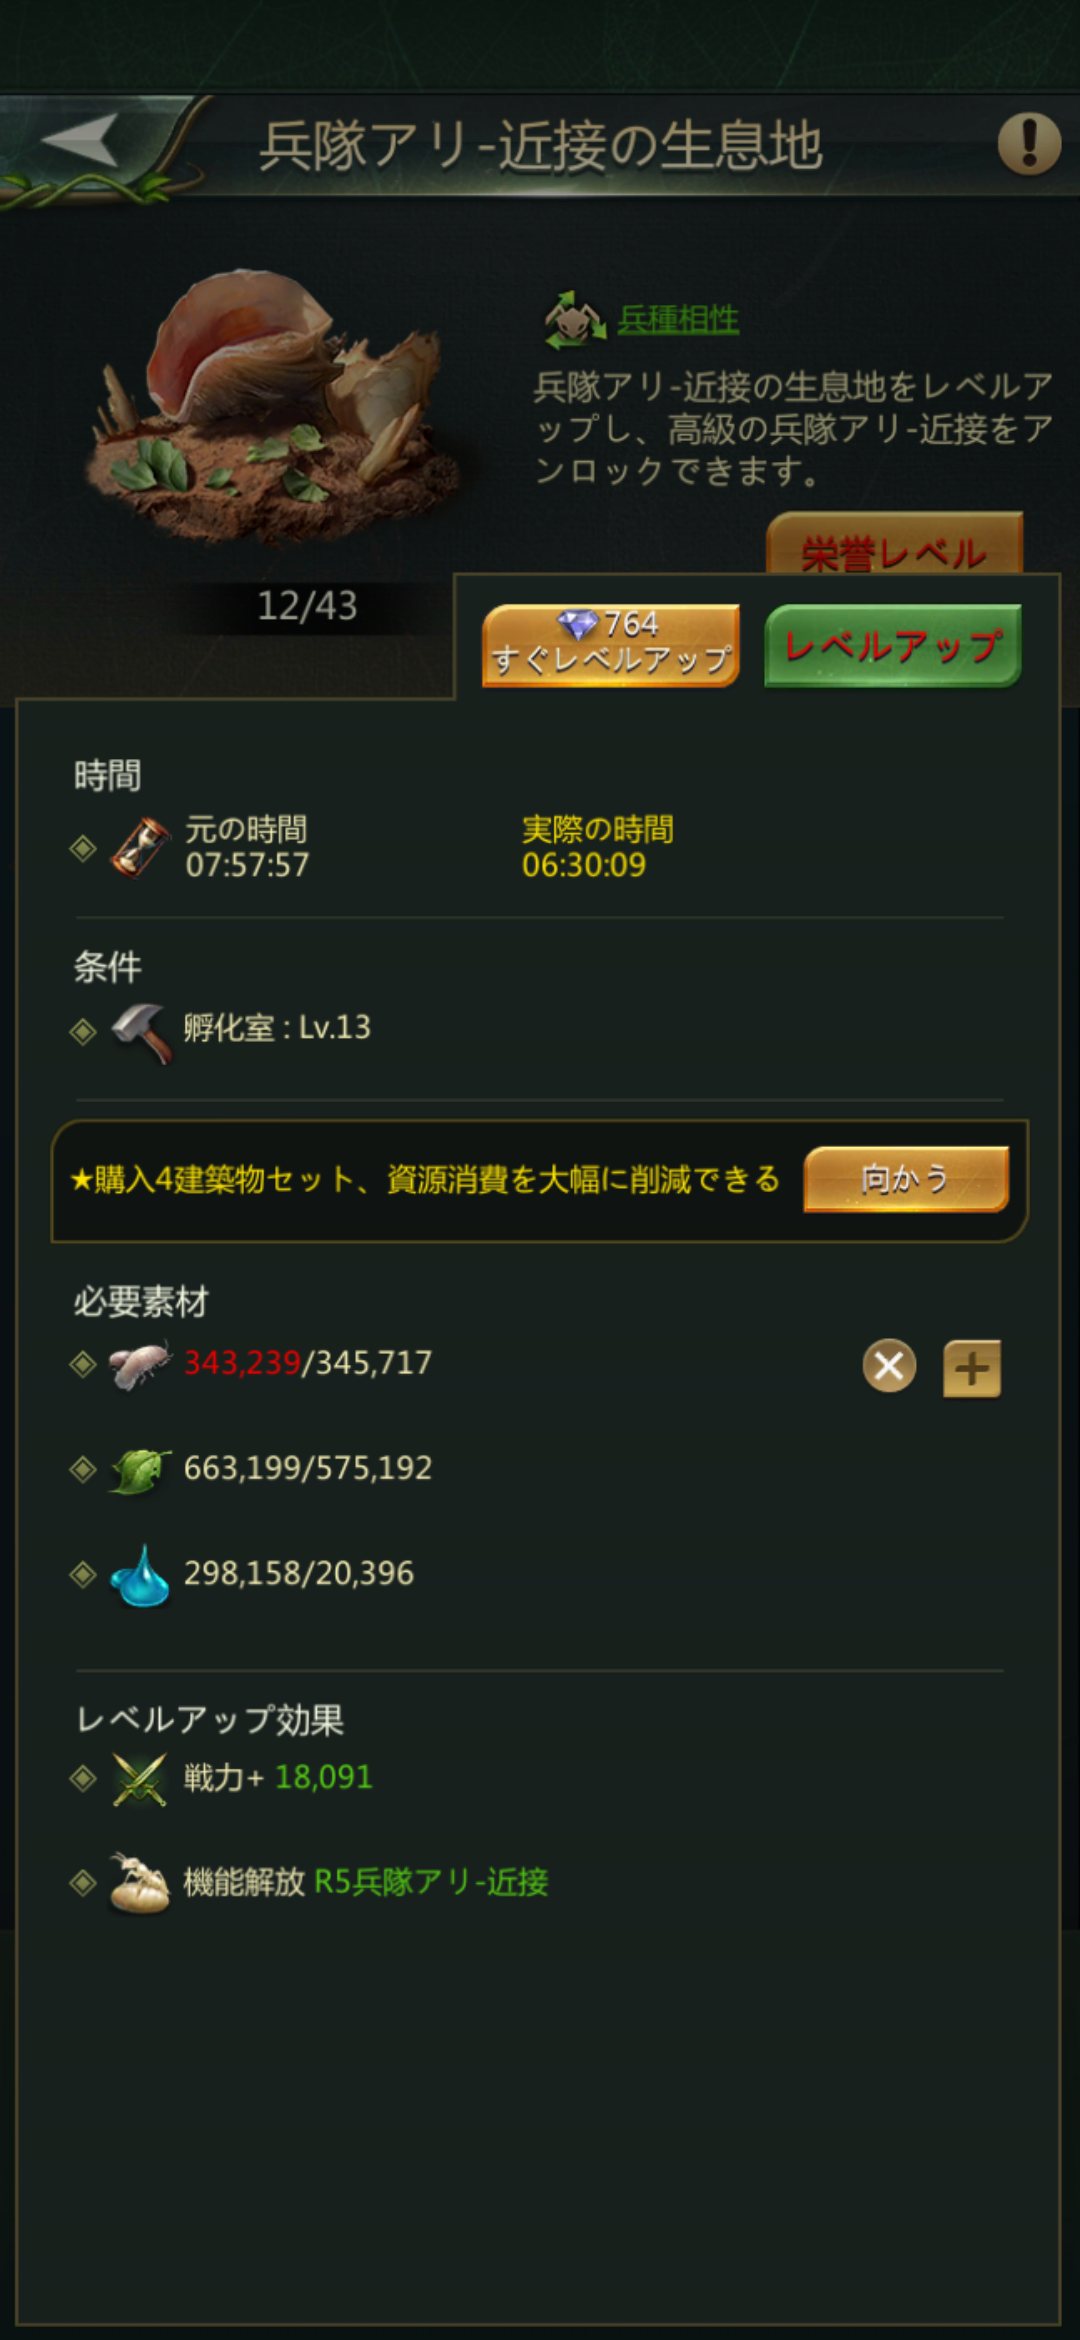 兵隊アリ-近接の生息地
兵種相性
兵隊アリ-近接の生息地をレベルア
ップし、高級の兵隊アリ-近接をア
ンロックできます。
栄誉レベル
12/43
764
すぐレベルアップ
レベルアップ
時間
元の時間
07:57:57
実際の時間
06:30:09
条件
孵化室 : Lv.13
★購入4建築物セット、資源消費を大幅に削減できる
向かう
必要素材
343,239/345,717
663,199/575,192
298,158/20,396
レベルアップ効果
戦力+ 18,091
機能解放 R5兵隊アリ-近接